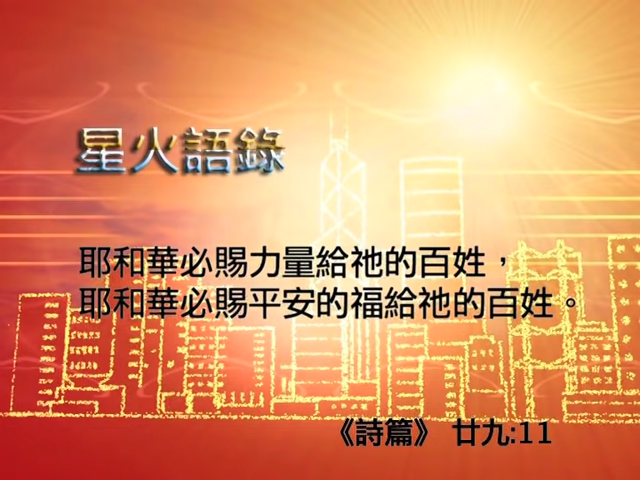 星火語錄
耶和華必賜力量給祂的百姓，
耶和華必賜平安的福給祂的百姓。
《詩篇》 廿九:11